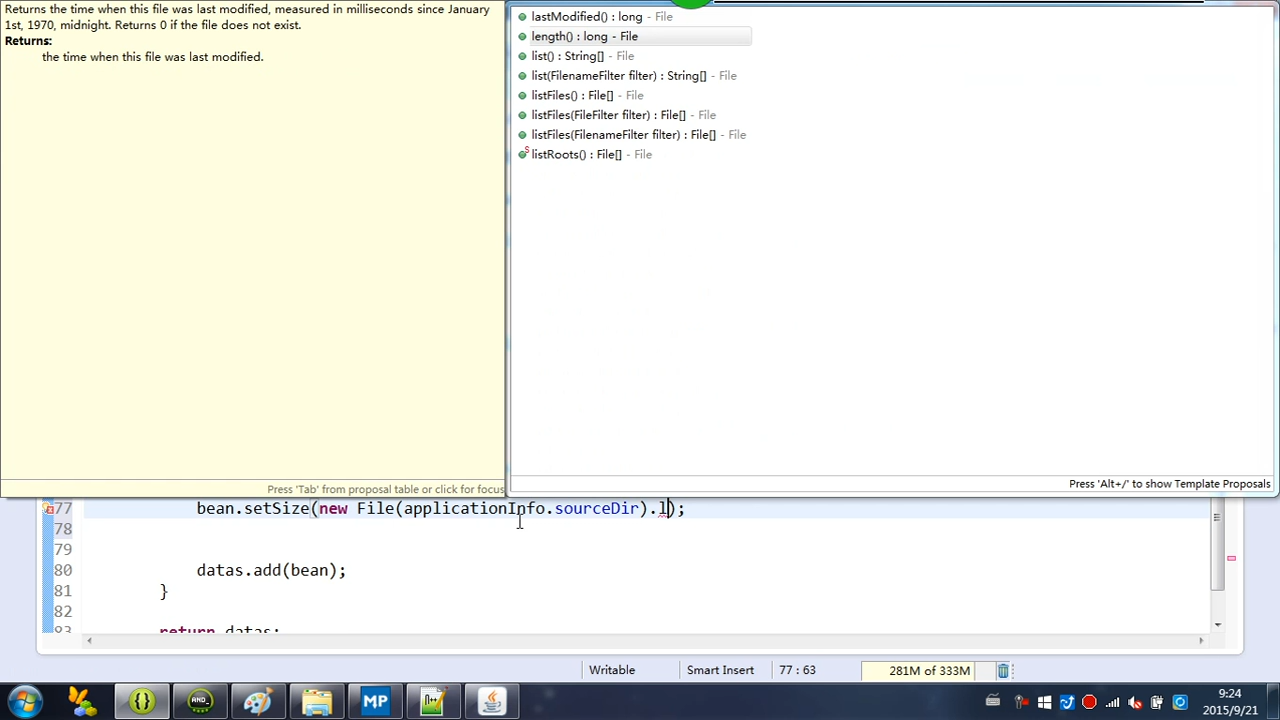 Returns the time when this file was last modified, measured in milliseconds since January
1st, 1970, midnight. Returns 0 if the file does not exist.
Returns:
the time when this file was last modified.
Press 'Tab' from proposal table or click for focus
lastModified() : long - File
length() : long - File
list() : String[] - File
list(FilenameFilter filter) : String[] - File
listFiles() : File[] - File
listFiles(FileFilter filter) : File[] - File
listFiles(FilenameFilter filter) : File[] - File
listRoots() : File[] - File
Press 'Alt+/' to show Template Proposals
77 bean.setSize(new File(applicationInfo.sourceDir).l);
78
79
80 datas.add(bean);
81 }
82
83 return datas;
Writable
Smart Insert
77 : 63
281M of 333M
MP
9:24
2015/9/21